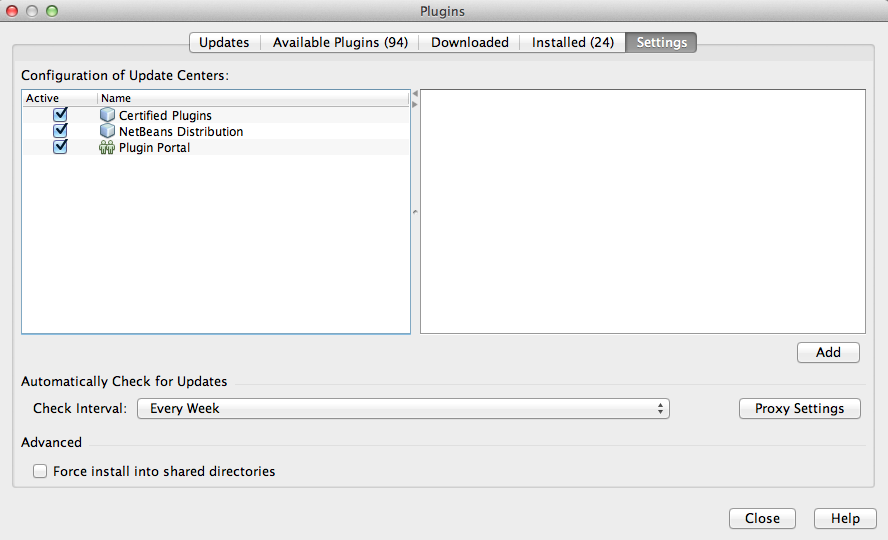 Plugins
Updates Available Plugins (94) Downloaded Installed (24) Settings
Configuration of Update Centers:
Active Name
Certified Plugins
NetBeans Distribution
Plugin Portal
Add
Automatically Check for Updates
Check Interval: Every Week Proxy Settings
Advanced
Force install into shared directories
Close Help